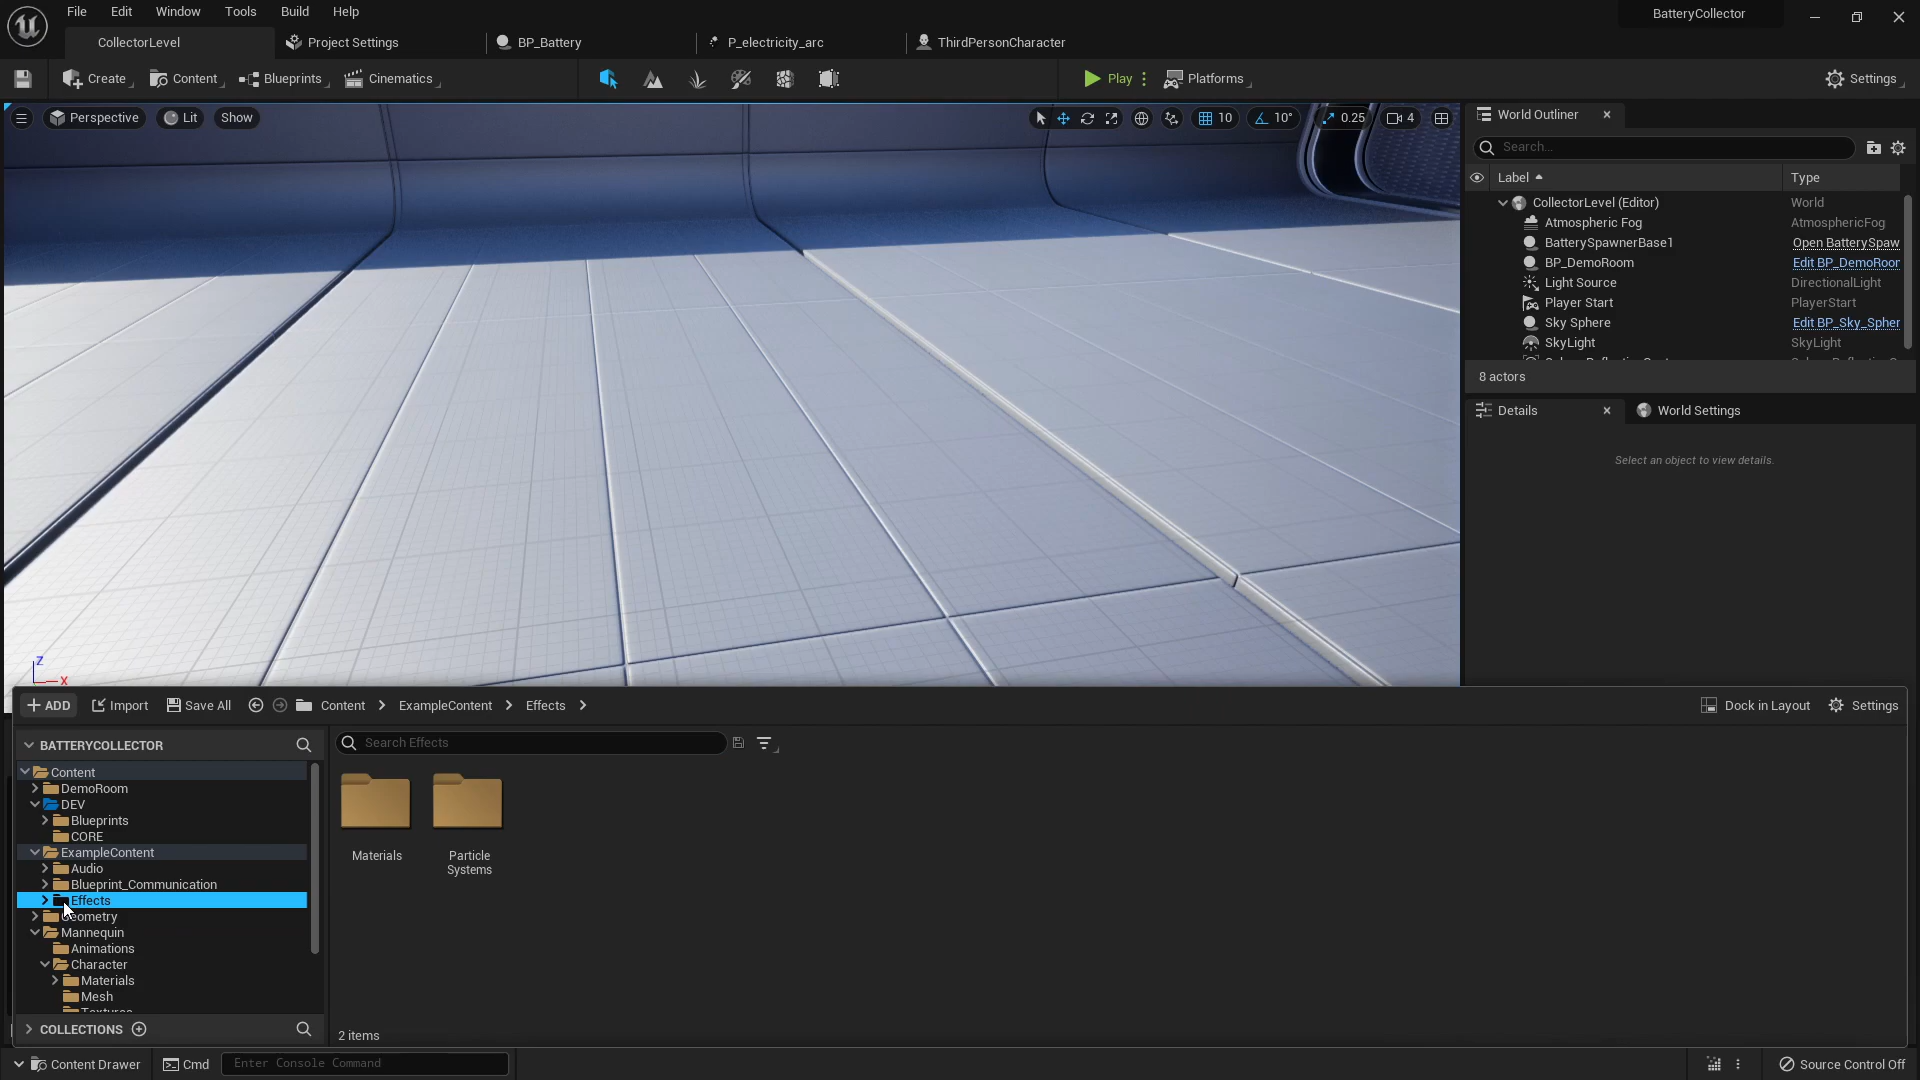 File Edit Window Tools Build Help
BatteryCollector
CollectorLevel
Project Settings
BP_Battery
P_electricity_arc
ThirdPersonCharacter
Create Content Blueprints Cinematics
Play Platforms
Settings
Perspective Lit Show
10 10° 0.25 4
World Outliner
Search...
Label Type
CollectorLevel (Editor) World
Atmospheric Fog AtmosphericFog
BatterySpawnerBase1 Open BatterySpaw
BP_DemoRoom Edit BP_DemoRoor
Light Source DirectionalLight
Player Start PlayerStart
Sky Sphere Edit BP_Sky_Spher
SkyLight SkyLight
8 actors
Details World Settings
Select an object to view details.
Z
X
ADD Import Save All Content ExampleContent Effects
Dock in Layout Settings
BATTERYCOLLECTOR
Search Effects
Content
DemoRoom
DEV
Blueprints
CORE
ExampleContent
Audio
Blueprint_Communication
Effects
Geometry
Mannequin
Animations
Character
Materials
Mesh
Textures
Materials
Particle
Systems
COLLECTIONS
2 items
Content Drawer Cmd Enter Console Command
Source Control Off